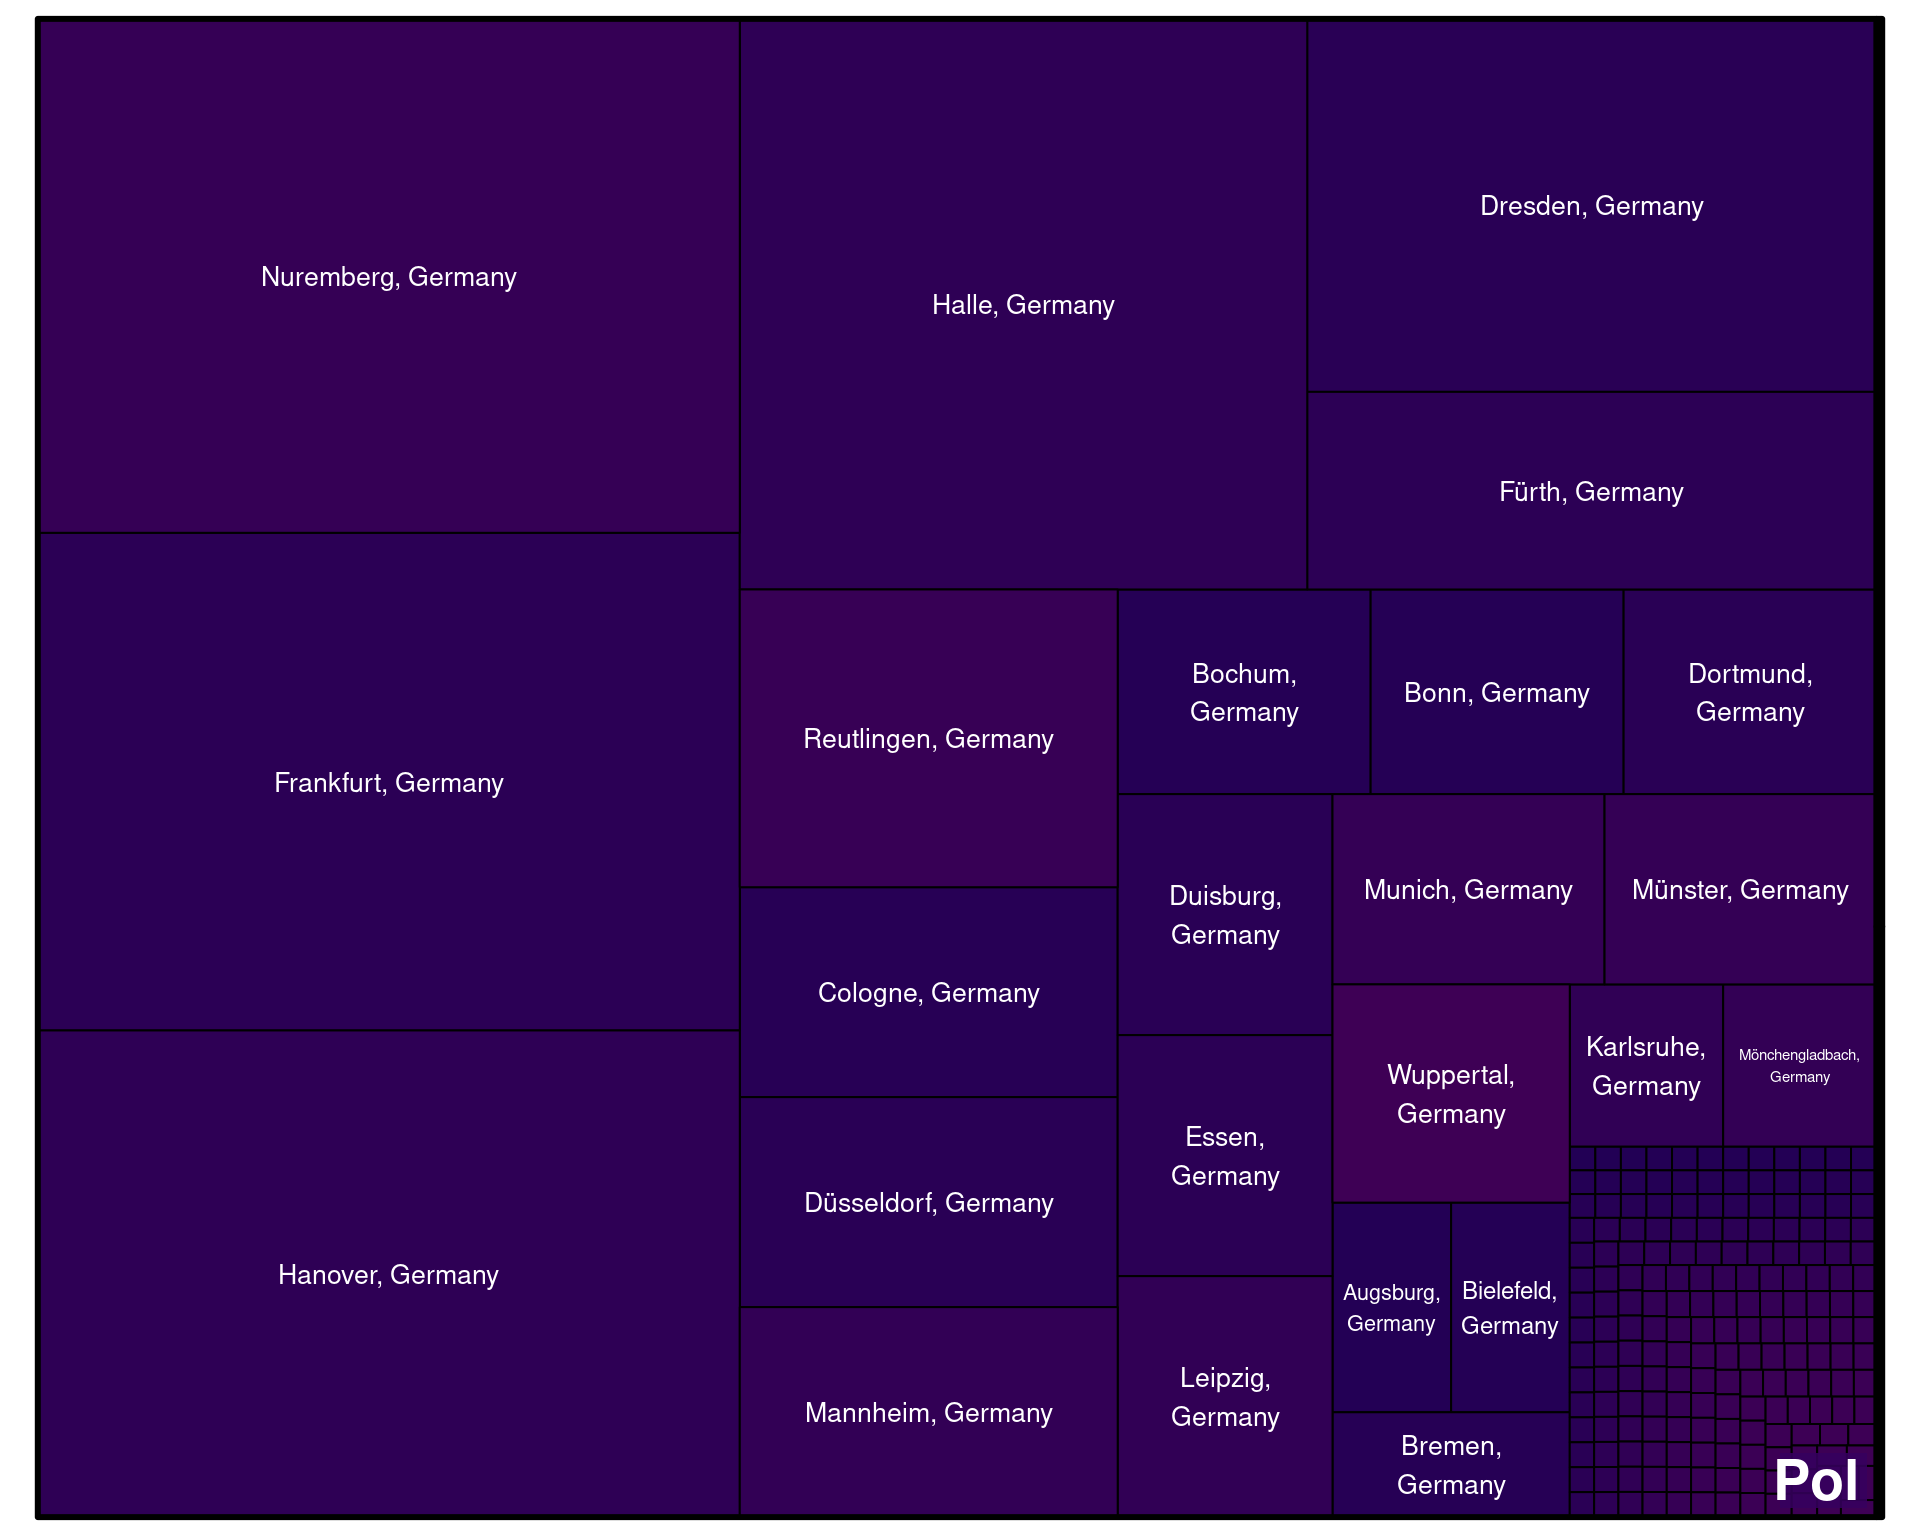 Nuremberg, Germany
Frankfurt, Germany
Hanover, Germany
Halle, Germany
Dresden, Germany
Fürth, Germany
Reutlingen, Germany
Cologne, Germany
Düsseldorf, Germany
Mannheim, Germany
Bochum,
Germany
Bonn, Germany
Dortmund,
Germany
Duisburg,
Germany
Essen,
Germany
Leipzig,
Germany
Munich, Germany
Münster, Germany
Wuppertal,
Germany
Karlsruhe,
Germany
Mönchengladbach,
Germany
Augsburg,
Germany
Bielefeld,
Germany
Bremen,
Germany
Pol